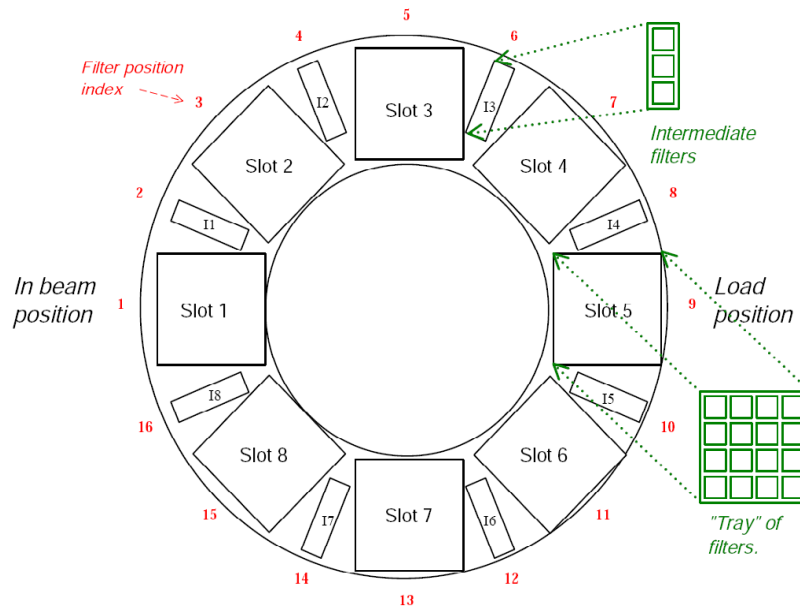 5
4
6
Filter position
index
3
I2
Slot 3
I3
7
Intermediate
filters
Slot 2
Slot 4
2
8
I1
I4
In beam
position
1
Slot 1
Slot 5
9
Load
position
I8
I5
16
10
Slot 8
Slot 6
15
I7
Slot 7
I6
11
"Tray" of
filters.
14
12
13